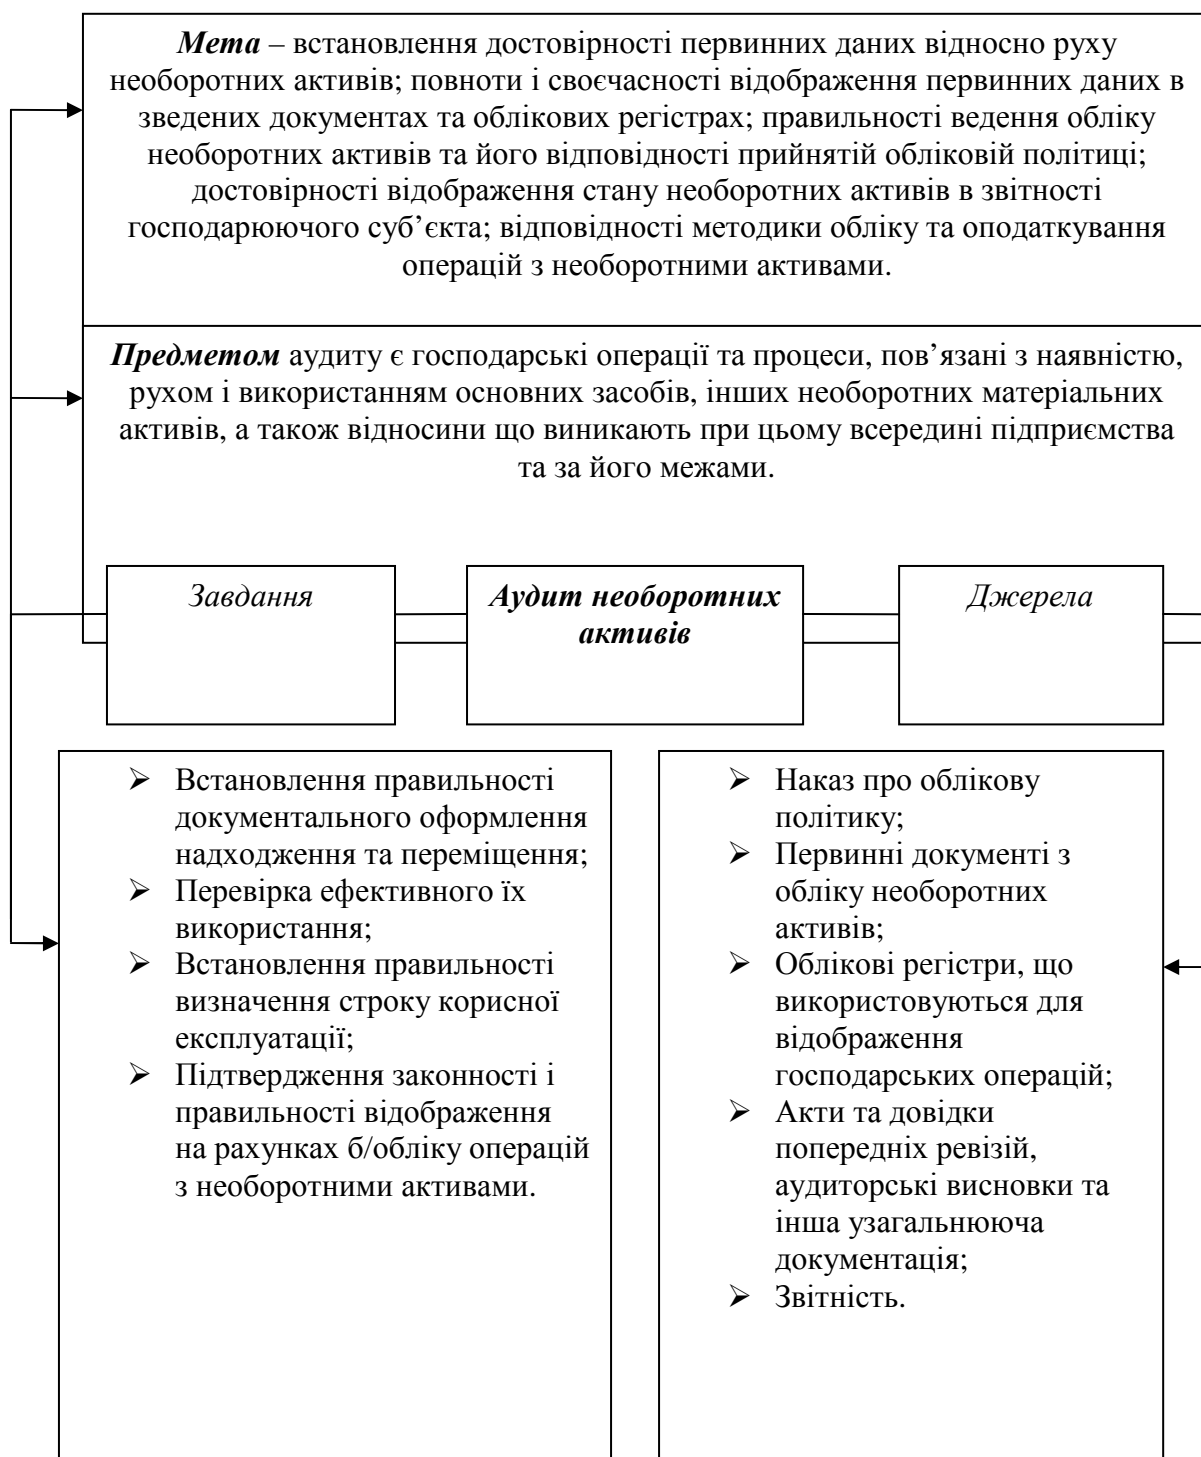 Мета – встановлення достовірності первинних даних відносно руху
необоротних активів; повноти і своєчасності відображення первинних даних в
зведених документах та облікових регістрах; правильності ведення обліку
необоротних активів та його відповідності прийнятій обліковій політиці;
достовірності відображення стану необоротних активів в звітності
господарюючого суб’єкта; відповідності методики обліку та оподаткування
операцій з необоротними активами.
Предметом аудиту є господарські операції та процеси, пов’язані з наявністю,
рухом і використанням основних засобів, інших необоротних матеріальних
активів, а також відносини що виникають при цьому всередині підприємства
та за його межами.
Завдання
Аудит необоротних
активів
Джерела
➢ Встановлення правильності
документального оформлення
надходження та переміщення;
➢ Перевірка ефективного їх
використання;
➢ Встановлення правильності
визначення строку корисної
експлуатації;
➢ Підтвердження законності і
правильності відображення
на рахунках б/обліку операцій
з необоротними активами.
➢ Наказ про облікову
політику;
➢ Первинні документі з
обліку необоротних
активів;
➢ Облікові регістри, що
використовуються для
відображення
господарських операцій;
➢ Акти та довідки
попередніх ревізій,
аудиторські висновки та
інша узагальнююча
документація;
➢ Звітність.